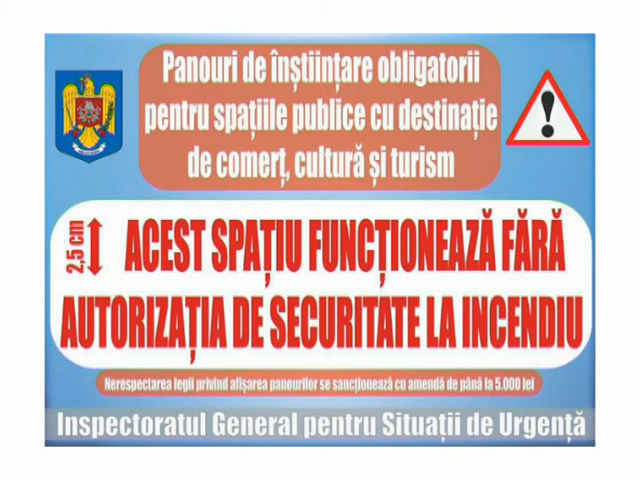 Panouri de înștiințare obligatorii
pentru spațiile publice cu destinație
de comerț, cultură și turism
2,5 cm
ACEST SPAȚIU FUNCȚIONEAZĂ FĂRĂ
AUTORIZAȚIA DE SECURITATE LA INCENDIU
Nerespectarea legii privind afișarea panourilor se sancționează cu amendă de până la 5.000 lei
Inspectoratul General pentru Situații de Urgență